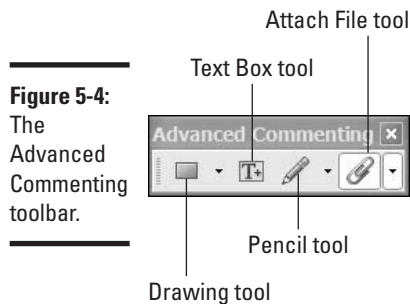 Attach File tool
Text Box tool
Figure 5-4:
The
Advanced
Commenting
toolbar.
Advanced Commenting
T+
Pencil tool
Drawing tool